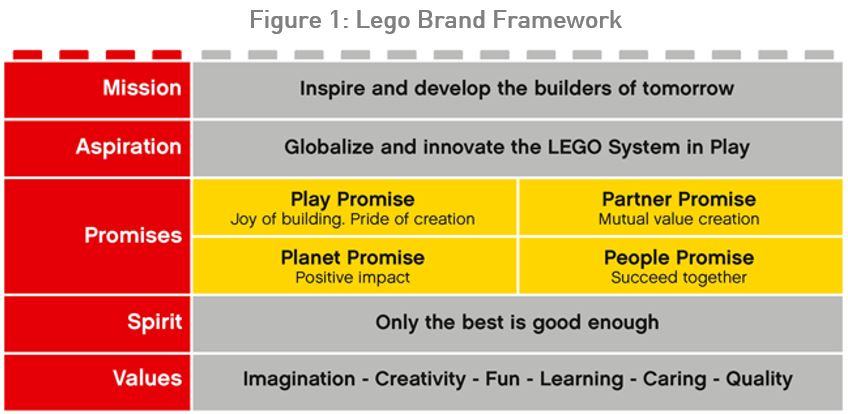 Figure 1: Lego Brand Framework
Mission
Inspire and develop the builders of tomorrow
Aspiration
Globalize and innovate the LEGO System in Play
Promises
Play Promise
Joy of building. Pride of creation
Partner Promise
Mutual value creation
Planet Promise
Positive impact
People Promise
Succeed together
Spirit
Only the best is good enough
Values
Imagination - Creativity - Fun - Learning - Caring - Quality